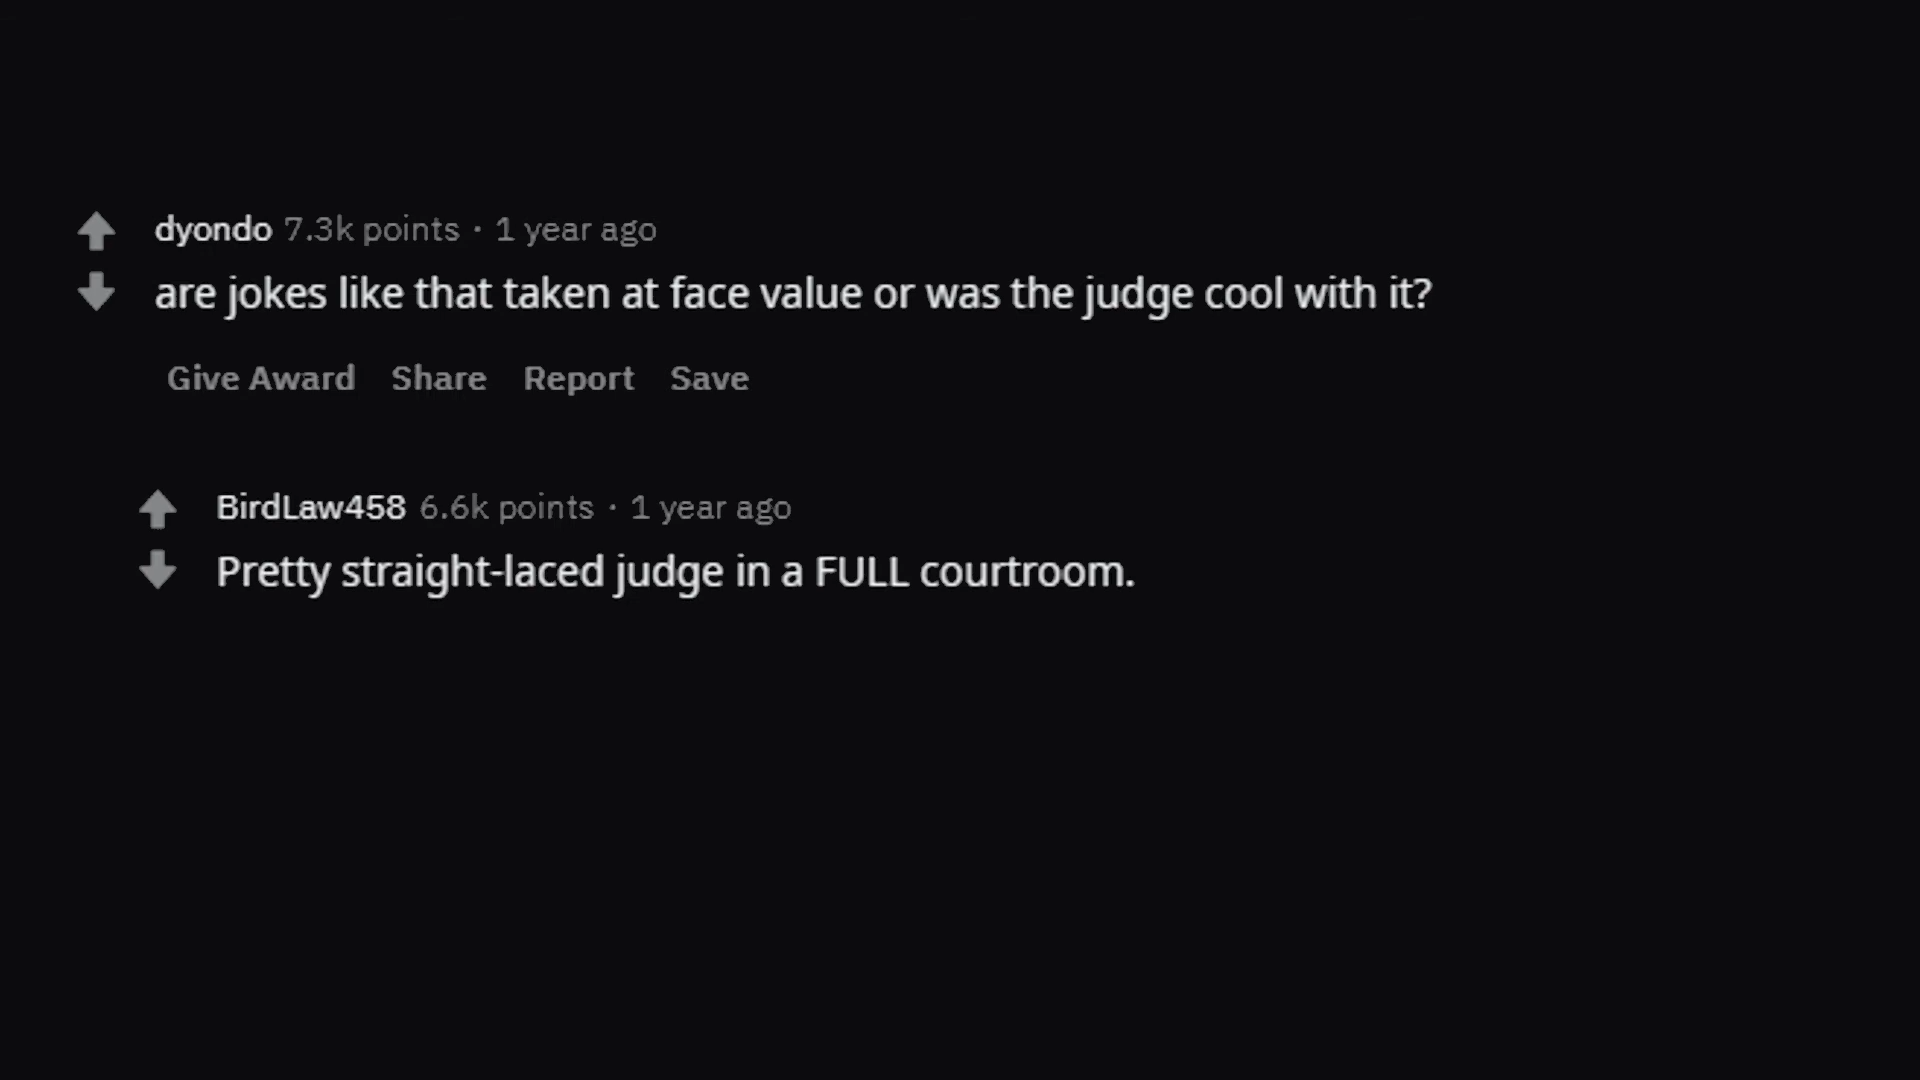 dyondo 7.3k points · 1 year ago
are jokes like that taken at face value or was the judge cool with it?
Give Award Share Report Save
BirdLaw458 6.6k points · 1 year ago
Pretty straight-laced judge in a FULL courtroom.